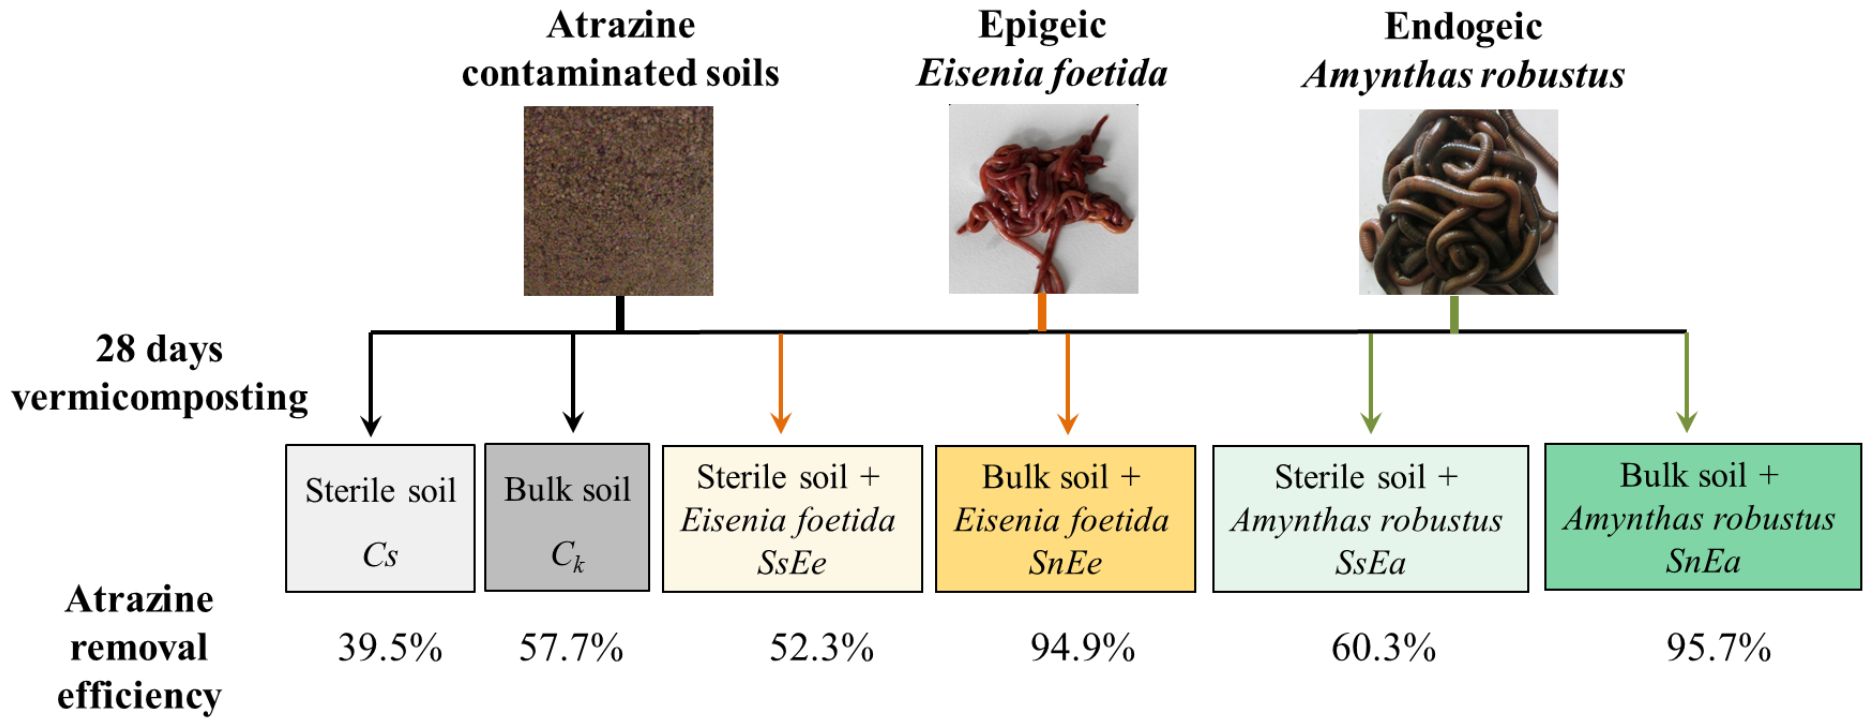 Atrazine
contaminated soils
Epigeic
Eisenia foetida
Endogeic
Amynthas robustus
28 days
vermicomposting
Sterile soil
Cs
Bulk soil
Ck
Sterile soil +
Eisenia foetida
SsEe
Bulk soil +
Eisenia foetida
SnEe
Sterile soil +
Amynthas robustus
SsEa
Bulk soil +
Amynthas robustus
SnEa
Atrazine
removal
efficiency
39.5%
57.7%
52.3%
94.9%
60.3%
95.7%